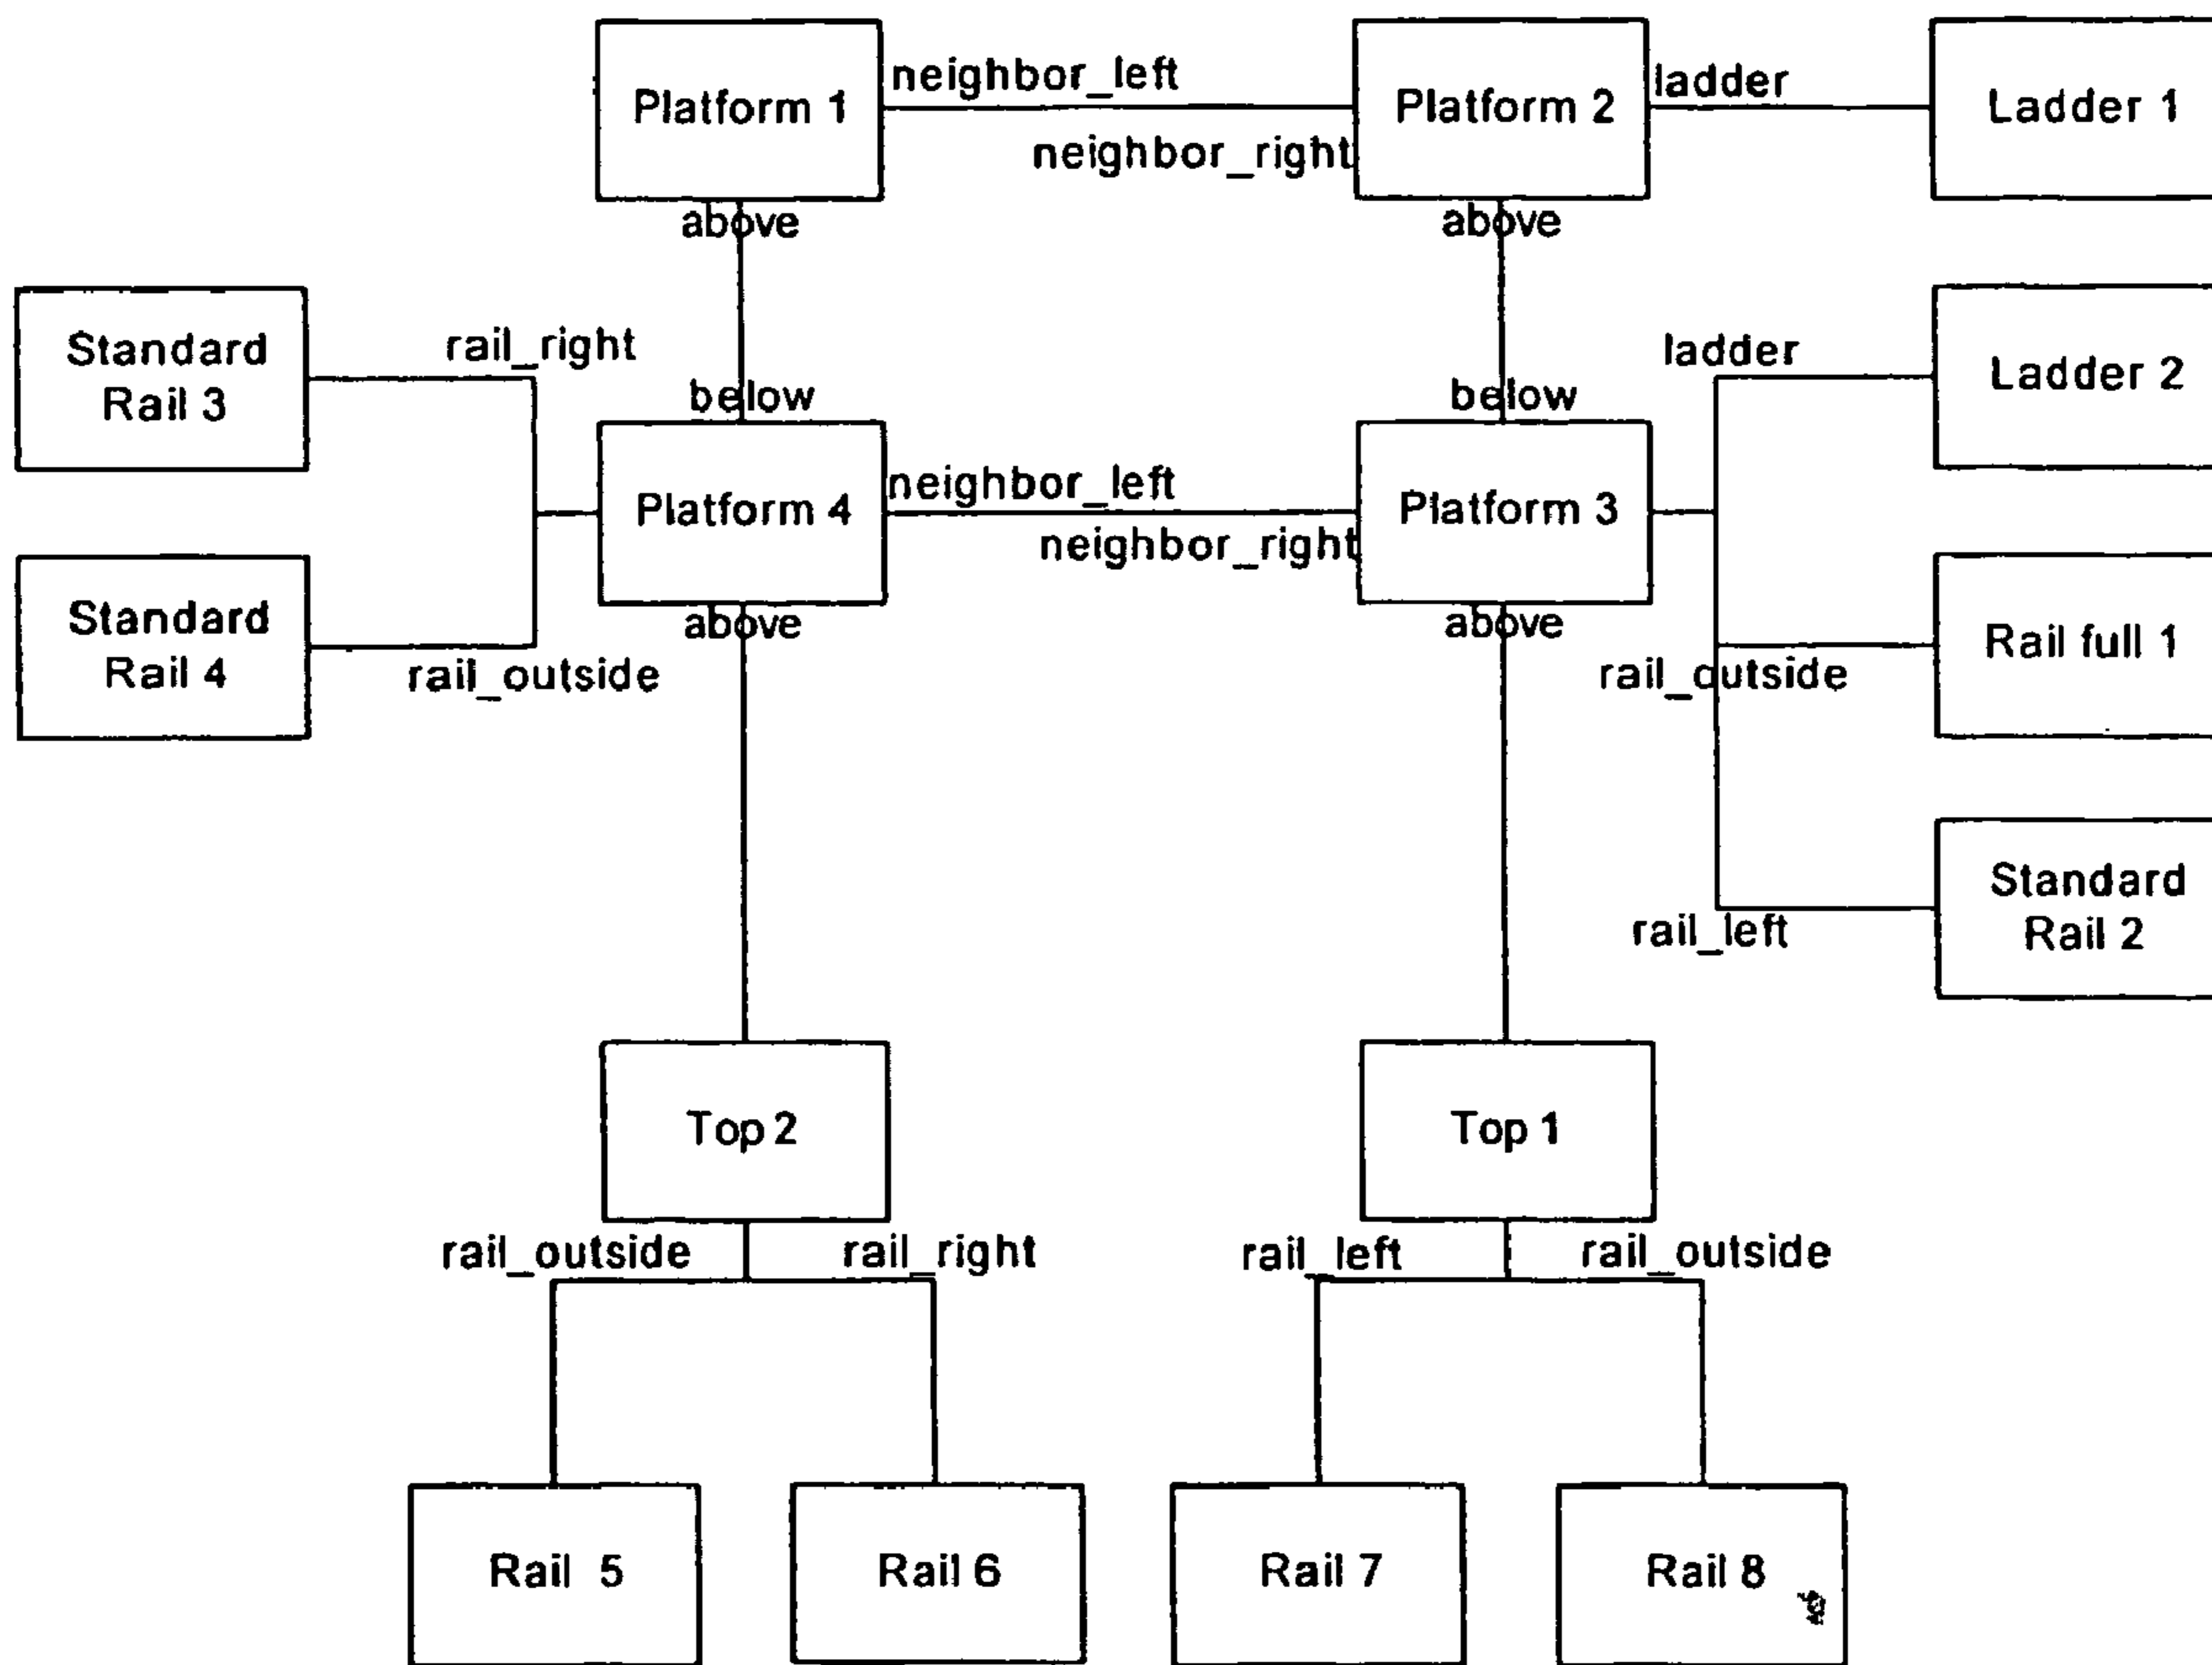 Platform 1
neighbor_left
neighbor_right
Platform 2
ladder
Ladder 1
above
above
Standard
Rail 3
rail_right
below
below
ladder
Ladder 2
Platform 4
neighbor_left
neighbor_right
Platform 3
Standard
Rail 4
rail_outside
above
above
rail_outside
Rail full 1
rail_left
Standard
Rail 2
Top 2
Top 1
rail_outside
rail_right
rail_left
rail_outside
Rail 5
Rail 6
Rail 7
Rail 8